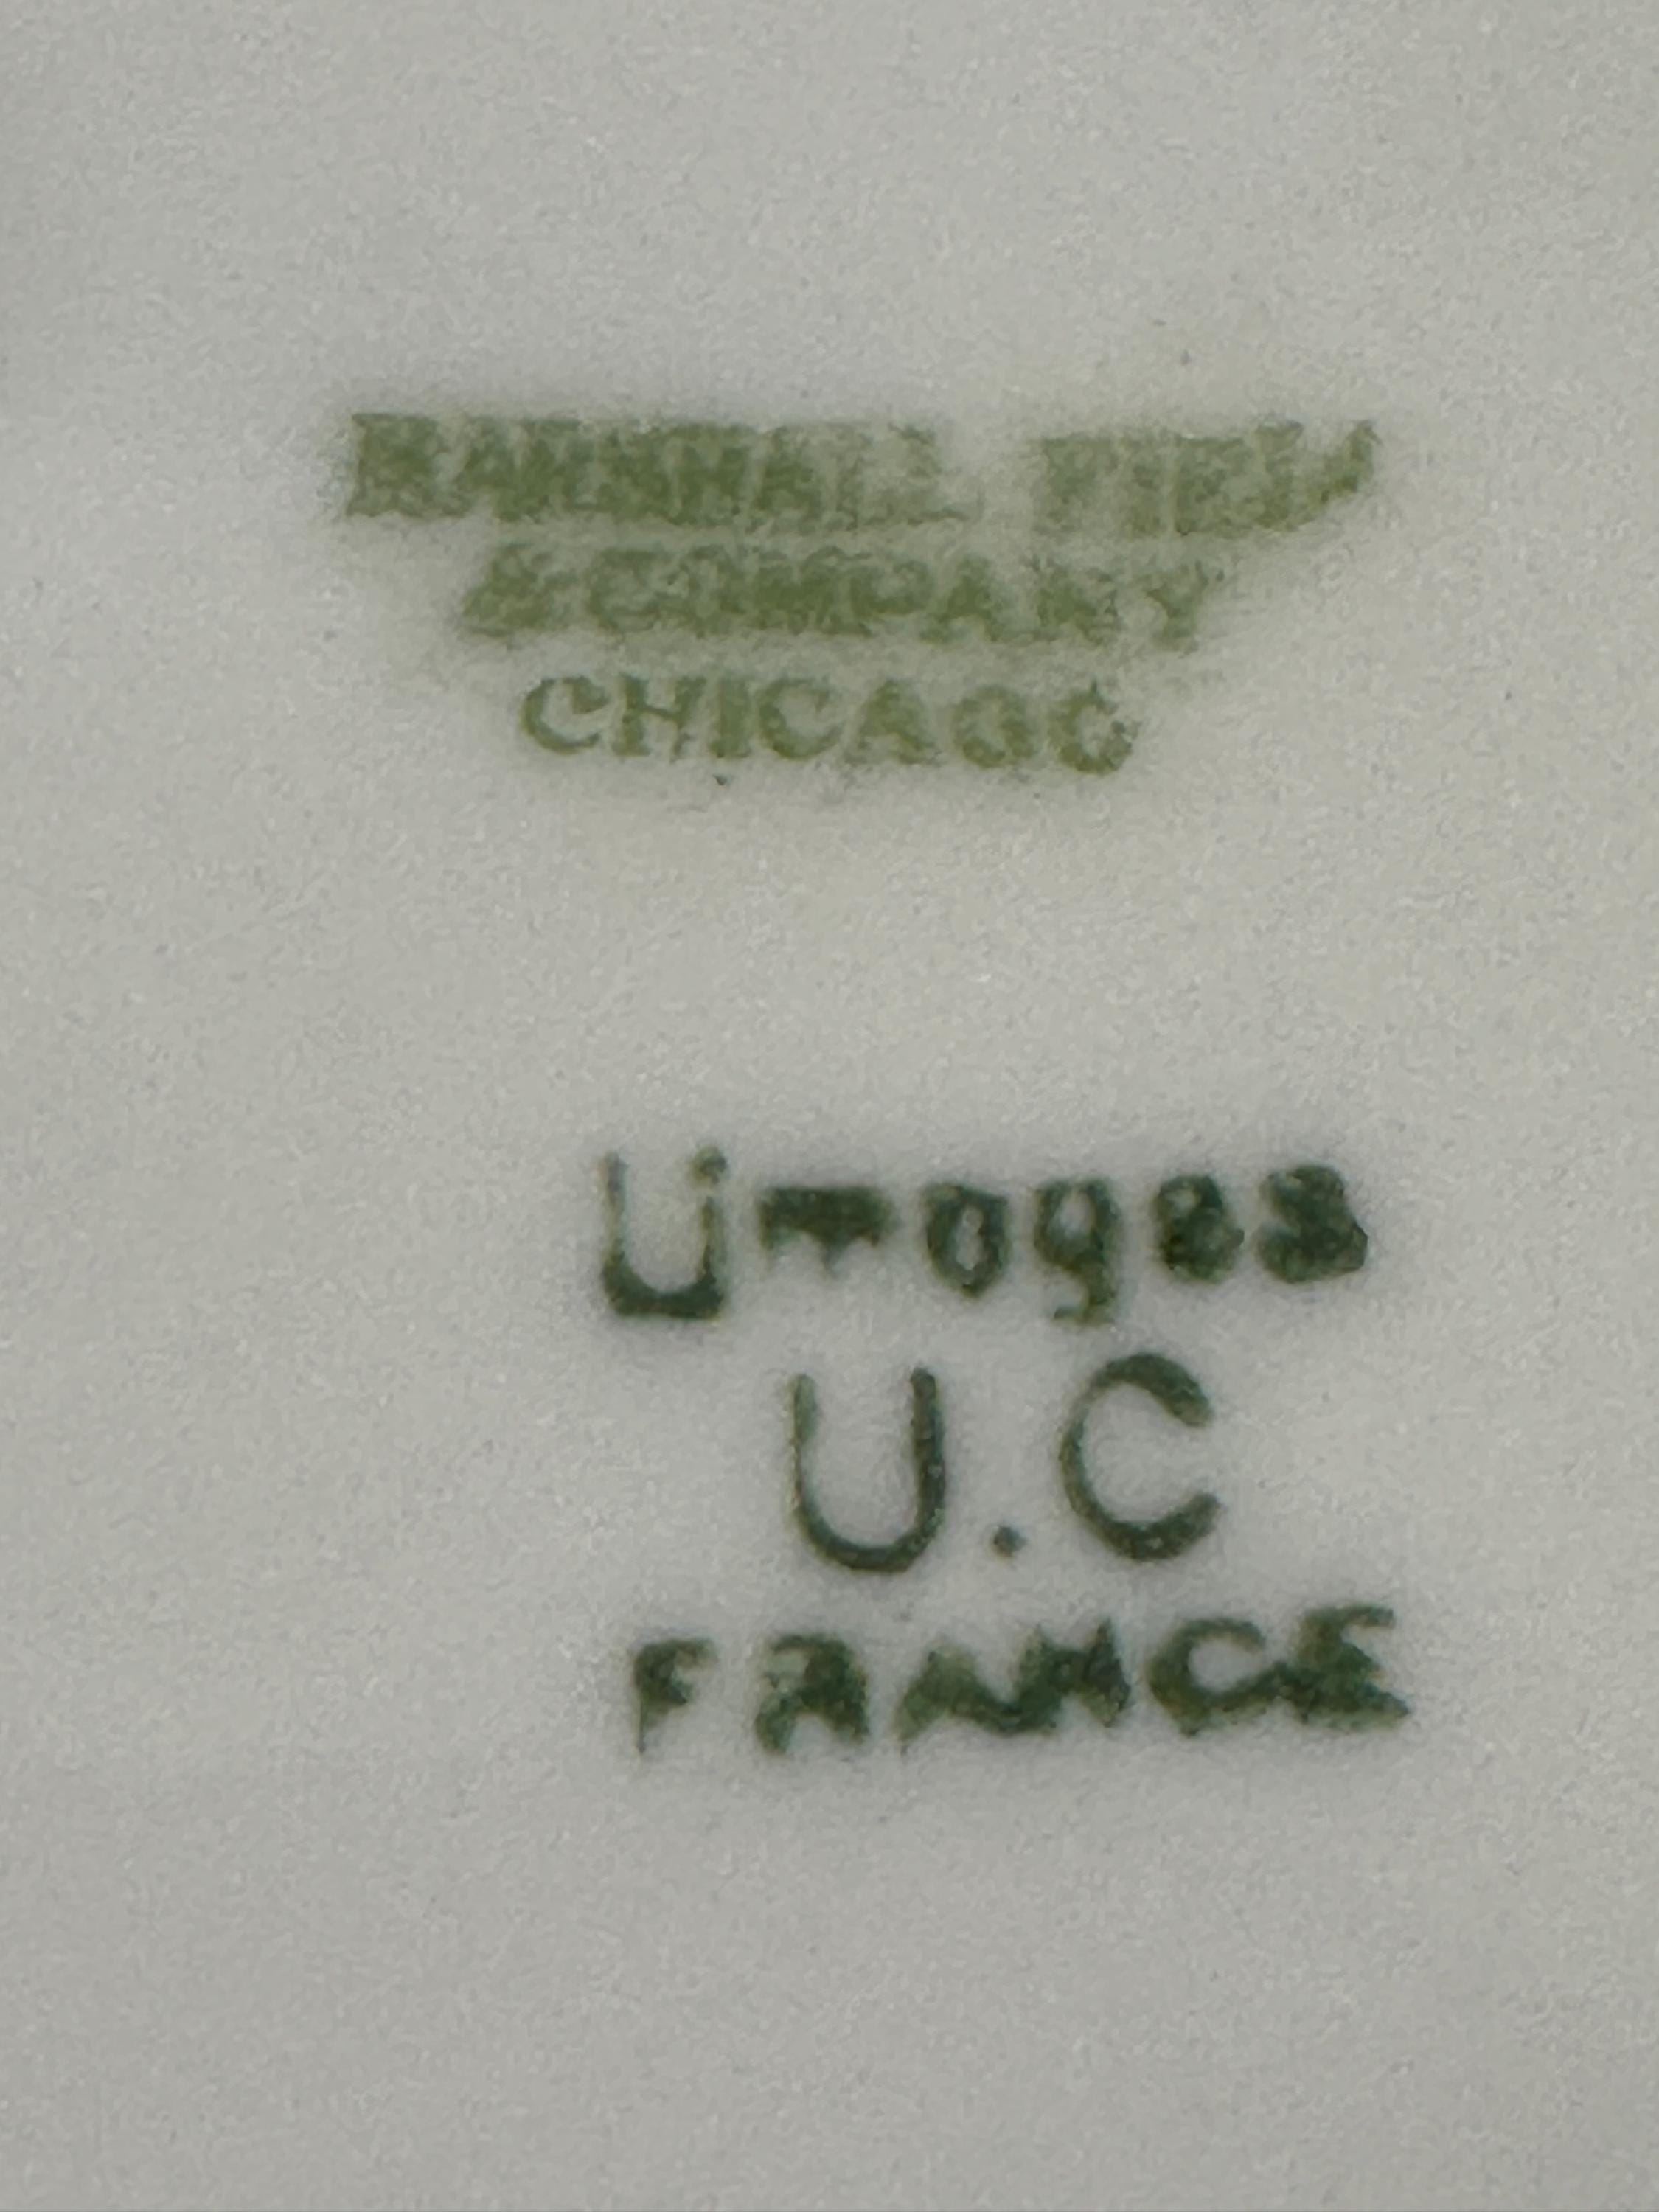 MARSHALL FIELD
& COMPANY
CHICAGO
Limoges
U.C
FRANCE